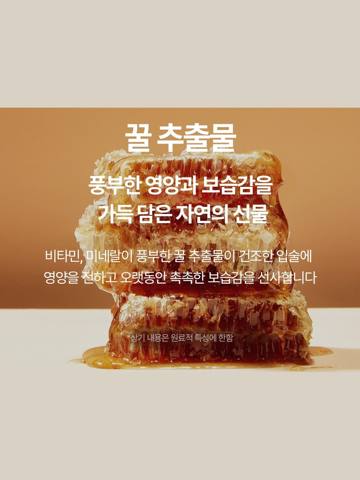 꿀 추출물
풍부한 영양과 보습감을
가득 담은 자연의 선물
비타민, 미네랄이 풍부한 꿀 추출물이 건조한 입술에
영양을 전하고 오랫동안 촉촉한 보습감을 선사합니다
*상기 내용은 원료적 특성에 한함